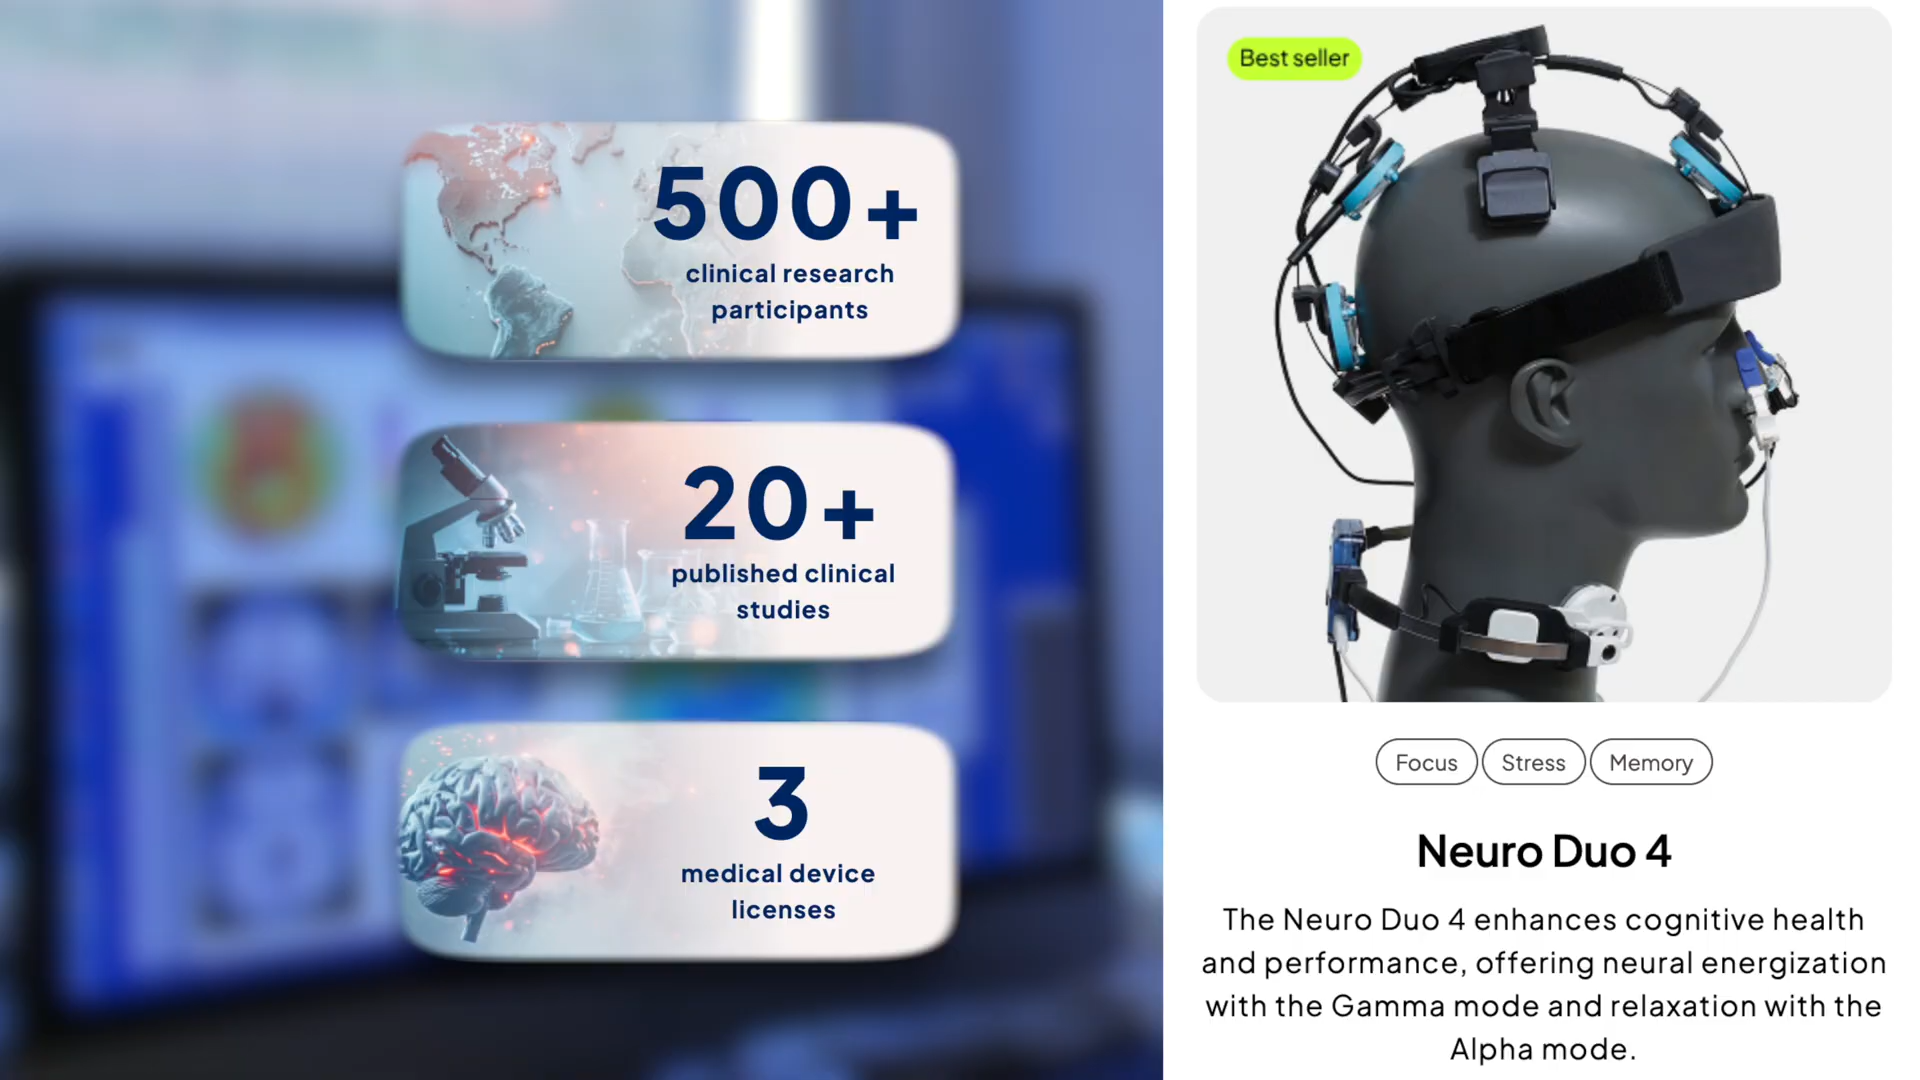 500+
clinical research
participants
20+
published clinical
studies
3
medical device
licenses
Best seller
Focus
Stress
Memory
Neuro Duo 4
The Neuro Duo 4 enhances cognitive health
and performance, offering neural energization
with the Gamma mode and relaxation with the
Alpha mode.